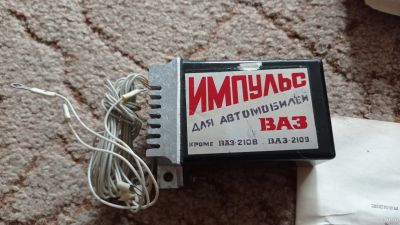 ИМПУЛЬС
ДЛЯ АВТОМОБИЛЕЙ
ВАЗ
КРОМЕ ВАЗ-2108, ВАЗ-2109